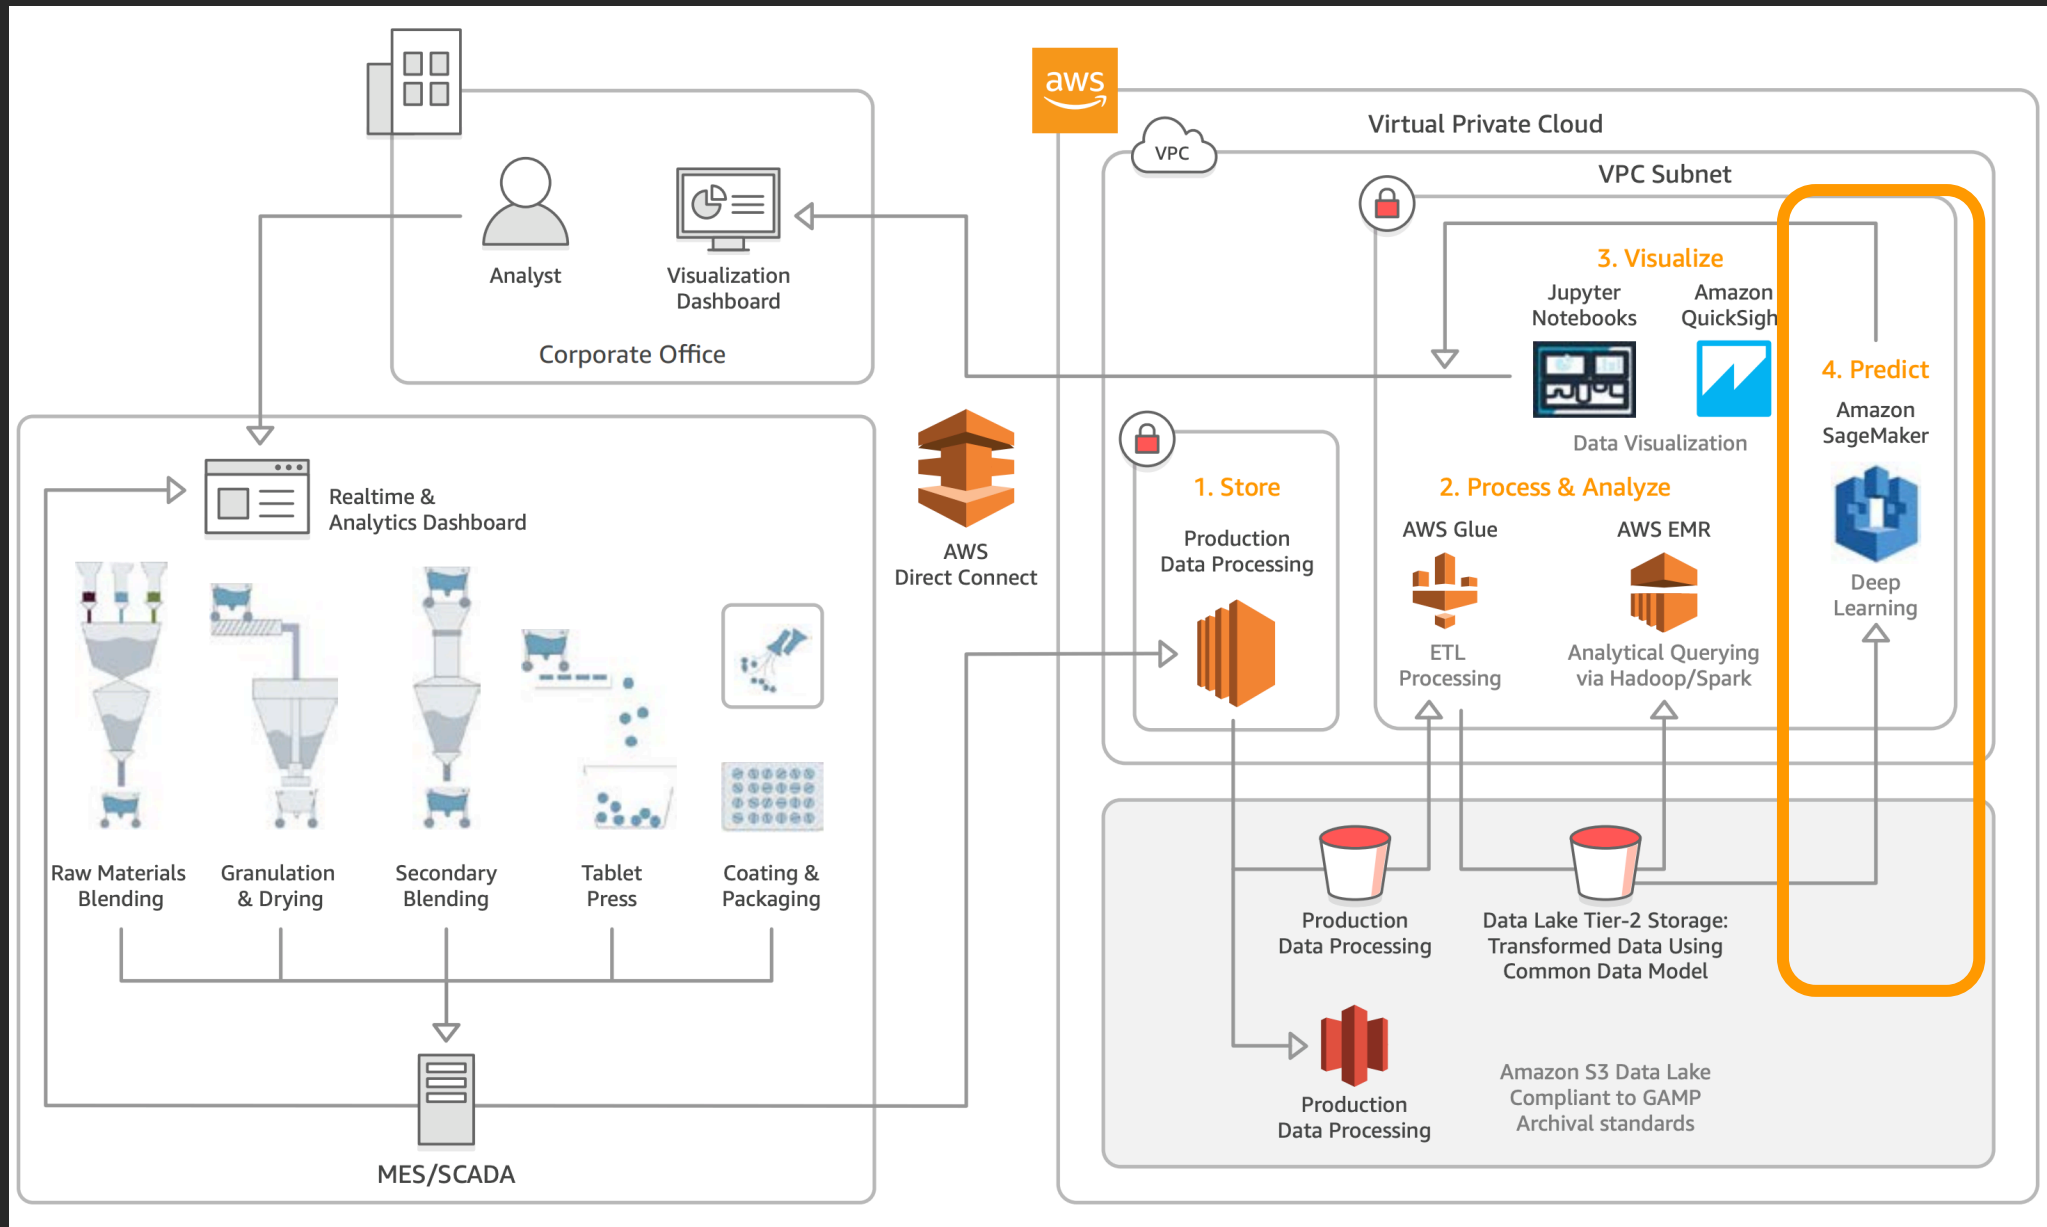 aws
Virtual Private Cloud
VPC
VPC Subnet
Analyst
Visualization
Dashboard
Corporate Office
3. Visualize
Jupyter
Notebooks
Amazon
QuickSigh
Data Visualization
4. Predict
Amazon
SageMaker
Deep
Learning
Realtime &
Analytics Dashboard
AWS
Direct Connect
1. Store
Production
Data Processing
2. Process & Analyze
AWS Glue
ETL
Processing
AWS EMR
Analytical Querying
via Hadoop/Spark
Raw Materials
Blending
Granulation
& Drying
Secondary
Blending
Tablet
Press
Coating &
Packaging
MES/SCADA
Production
Data Processing
Data Lake Tier-2 Storage:
Transformed Data Using
Common Data Model
Production
Data Processing
Amazon S3 Data Lake
Compliant to GAMP
Archival standards